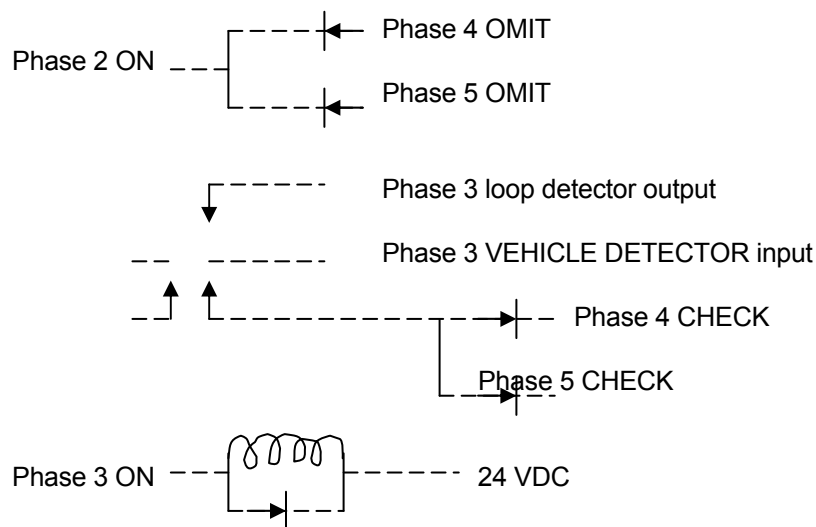 Phase 4 OMIT
Phase 2 ON
Phase 5 OMIT
Phase 3 loop detector output
Phase 3 VEHICLE DETECTOR input
Phase 4 CHECK
Phase 5 CHECK
Phase 3 ON
24 VDC